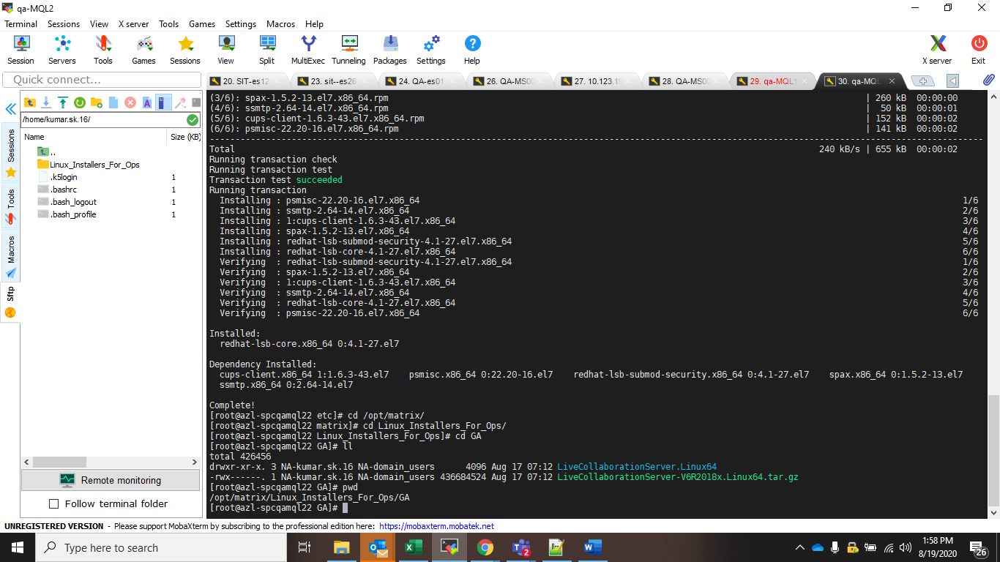 qa-MQL2
Terminal Sessions View X server Tools Games Settings Macros Help
Session Servers Tools Games Sessions View Split MultiExec Tunneling Packages Settings Help X server Exit
Quick connect...
20. SIT-es12 23. sit--es26 24. QA-es01 26. QA-MS00 27. 10.123.19 28. QA-MS00 29. qa-MQL1 30. qa-MQL
/home/kumar.sk.16/
Name Size (KB)
..
Linux_Installers_For_Ops
.k5login 1
.bashrc 1
.bash_logout 1
.bash_profile 1
Sessions
Tools
Macros
Sftp
Remote monitoring
Follow terminal folder
(3/6): spax-1.5.2-13.el7.x86_64.rpm | 260 kB 00:00:00
(4/6): ssmtp-2.64-14.el7.x86_64.rpm | 50 kB 00:00:01
(5/6): cups-client-1.6.3-43.el7.x86_64.rpm | 152 kB 00:00:02
(6/6): psmisc-22.20-16.el7.x86_64.rpm | 141 kB 00:00:02
--------------------------------------------------------------------------------
Total 240 kB/s | 655 kB 00:00:02
Running transaction check
Running transaction test
Transaction test succeeded
Running transaction
Installing : psmisc-22.20-16.el7.x86_64 1/6
Installing : ssmtp-2.64-14.el7.x86_64 2/6
Installing : 1:cups-client-1.6.3-43.el7.x86_64 3/6
Installing : spax-1.5.2-13.el7.x86_64 4/6
Installing : redhat-lsb-submod-security-4.1-27.el7.x86_64 5/6
Installing : redhat-lsb-core-4.1-27.el7.x86_64 6/6
Verifying : redhat-lsb-submod-security-4.1-27.el7.x86_64 1/6
Verifying : spax-1.5.2-13.el7.x86_64 2/6
Verifying : 1:cups-client-1.6.3-43.el7.x86_64 3/6
Verifying : ssmtp-2.64-14.el7.x86_64 4/6
Verifying : redhat-lsb-core-4.1-27.el7.x86_64 5/6
Verifying : psmisc-22.20-16.el7.x86_64 6/6
Installed:
redhat-lsb-core.x86_64 0:4.1-27.el7
Dependency Installed:
cups-client.x86_64 1:1.6.3-43.el7 psmisc.x86_64 0:22.20-16.el7 redhat-lsb-submod-security.x86_64 0:4.1-27.el7 spax.x86_64 0:1.5.2-13.el7
ssmtp.x86_64 0:2.64-14.el7
Complete!
[root@azl-spcqamql22 etc]# cd /opt/matrix/
[root@azl-spcqamql22 matrix]# cd Linux_Installers_For_Ops/
[root@azl-spcqamql22 Linux_Installers_For_Ops]# cd GA
[root@azl-spcqamql22 GA]# ll
total 426456
drwxr-xr-x. 3 NA-kumar.sk.16 NA-domain_users 4096 Aug 17 07:12 LiveCollaborationServer.Linux64
-rwx------. 1 NA-kumar.sk.16 NA-domain_users 436684524 Aug 17 07:12 LiveCollaborationServer-V6R2018x.Linux64.tar.gz
[root@azl-spcqamql22 GA]# pwd
/opt/matrix/Linux_Installers_For_Ops/GA
[root@azl-spcqamql22 GA]#
UNREGISTERED VERSION - Please support MobaXterm by subscribing to the professional edition here: https://mobaxterm.mobatek.net
Type here to search
2
1:58 PM
8/19/2020
26